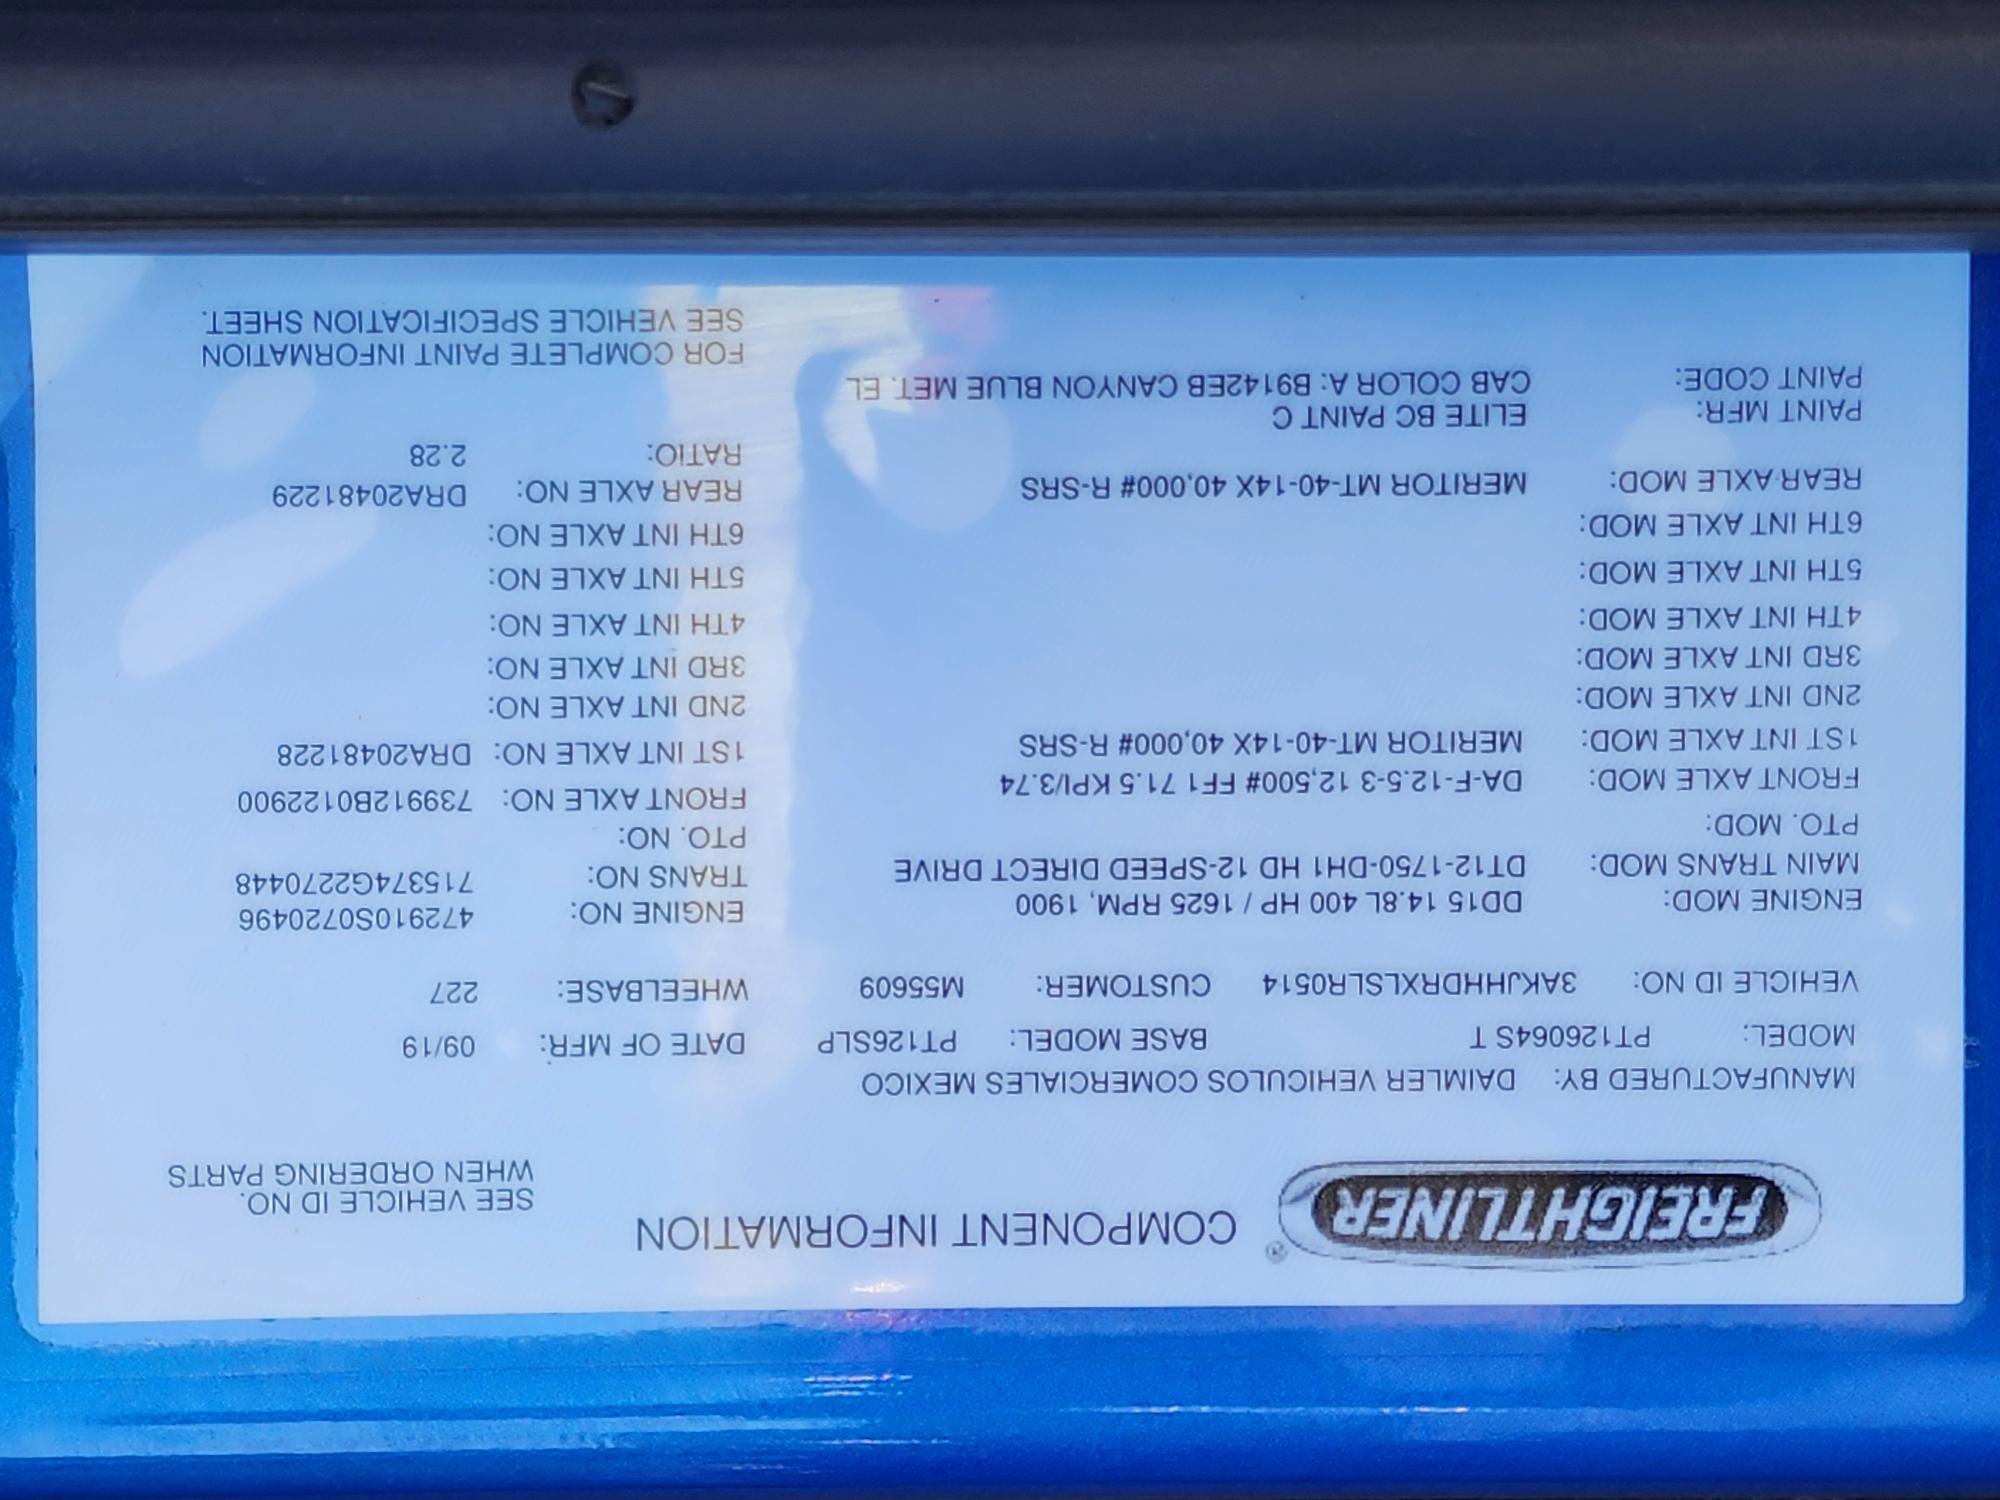 FREIGHTLINER® COMPONENT INFORMATION
SEE VEHICLE ID NO.
WHEN ORDERING PARTS
MANUFACTURED BY: DAIMLER VEHICULOS COMERCIALES MEXICO
MODEL: PT126064S T BASE MODEL: PT126SLP DATE OF MFR: 09/19
VEHICLE ID NO: 3AKJHHDRXLSLR0514 CUSTOMER: M55609 WHEELBASE: 227
ENGINE MOD: DD15 14.8L 400 HP / 1625 RPM, 1900 ENGINE NO: 472910S0720496
MAIN TRANS MOD: DT12-1750-DH1 HD 12-SPEED DIRECT DRIVE TRANS NO: 715374G2270448
PTO. MOD: PTO. NO:
FRONT AXLE MOD: DA-F-12.5-3 12,500# FF1 71.5 KPI/3.74 FRONT AXLE NO: 739912B0122900
1ST INT AXLE MOD: MERITOR MT-40-14X 40,000# R-SRS 1ST INT AXLE NO: DRA20481228
2ND INT AXLE MOD: 2ND INT AXLE NO:
3RD INT AXLE MOD: 3RD INT AXLE NO:
4TH INT AXLE MOD: 4TH INT AXLE NO:
5TH INT AXLE MOD: 5TH INT AXLE NO:
6TH INT AXLE MOD: 6TH INT AXLE NO:
REAR AXLE MOD: MERITOR MT-40-14X 40,000# R-SRS REAR AXLE NO: DRA20481229
RATIO: 2.28
PAINT MFR: ELITE BC PAINT C
PAINT CODE: CAB COLOR A: B9142EB CANYON BLUE MET. EL
FOR COMPLETE PAINT INFORMATION
SEE VEHICLE SPECIFICATION SHEET.